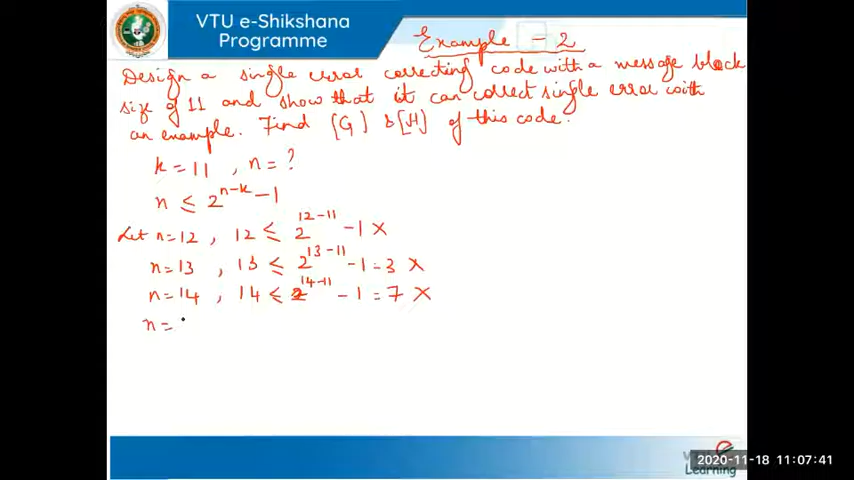 VTU e-Shikshana
Programme
Example - 2
Design a single error correcting code with a message block
size of 11 and show that it can correct single error with
an example. Find [G] & [H] of this code.
k = 11 , n = ?
n ≤ 2^{n-k} - 1
Let n = 12 , 12 ≤ 2^{12-11} - 1 X
n = 13 , 13 ≤ 2^{13-11} - 1 = 3 X
n = 14 , 14 ≤ 2^{14-11} - 1 = 7 X
n =
2020-11-18 11:07:41
Learning